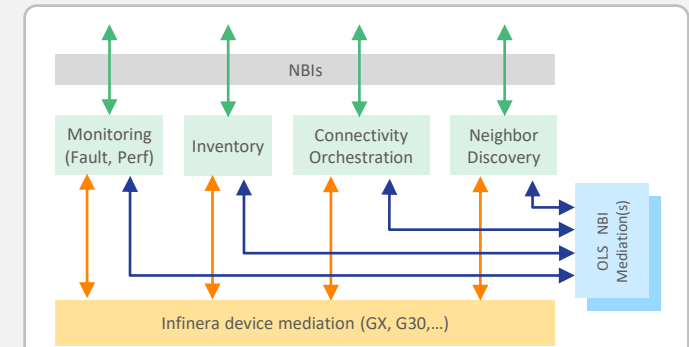 NBIs
Monitoring
(Fault, Perf)
Inventory
Connectivity
Orchestration
Neighbor
Discovery
OLS NBI
Mediation(s)
Infinera device mediation (GX, G30,...)